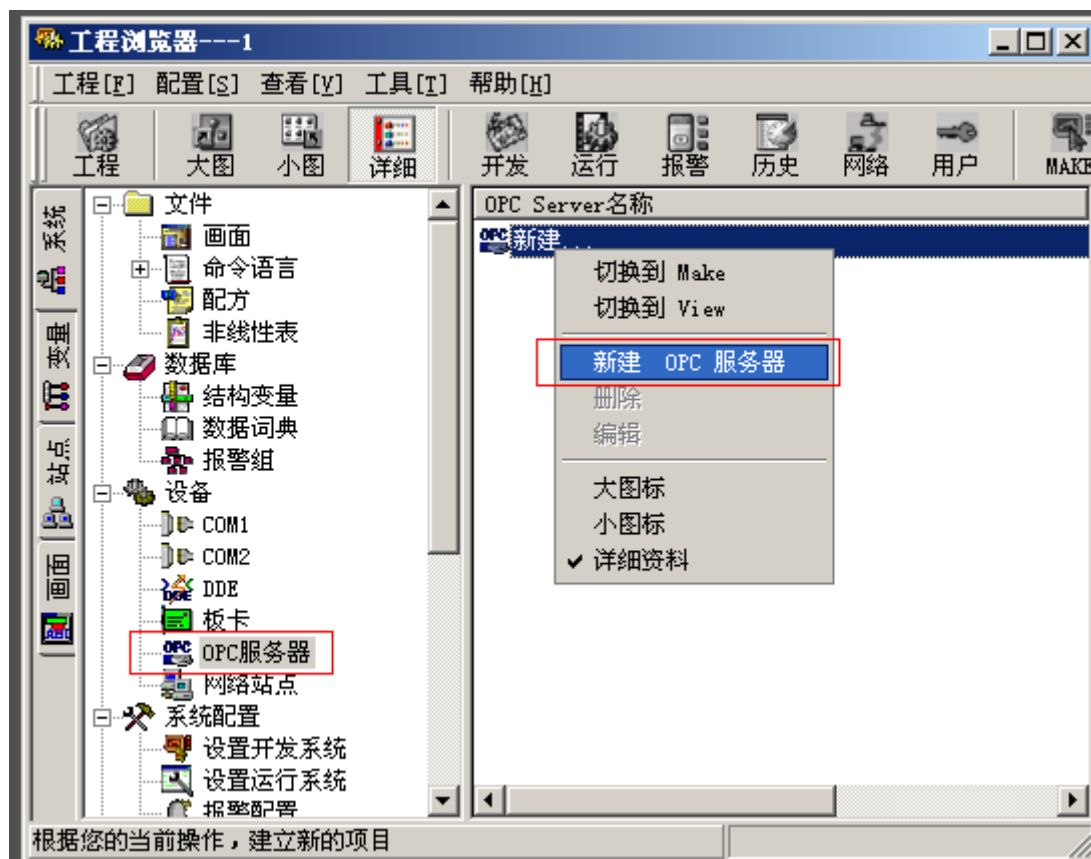 工程浏览器---1
工程[F] 配置[S] 查看[V] 工具[T] 帮助[H]
工程 大图 小图 详细 开发 运行 报警 历史 网络 用户 MAKE
系统
变量
站点
画面
文件
画面
命令语言
配方
非线性表
数据库
结构变量
数据词典
报警组
设备
COM1
COM2
DDE
板卡
OPC服务器
网络站点
系统配置
设置开发系统
设置运行系统
报警配置
OPC Server名称
新建...
切换到 Make
切换到 View
新建 OPC 服务器
删除
编辑
大图标
小图标
详细资料
根据您的当前操作，建立新的项目